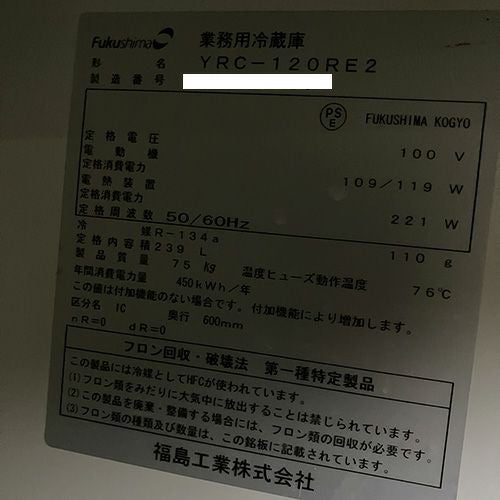 Fukushima 業務用冷蔵庫
形名 YRC-120RE2
製造番号
PSE FUKUSHIMA KOGYO
定格電圧 100 V
電動機
定格消費電力 109/119 W
電熱装置
定格消費電力 221 W
定格周波数 50/60Hz
冷媒 R-134a 110 g
定格内容積 239 L
製品質量 75 Kg 温度ヒューズ動作温度 76℃
年間消費電力量 450kWh/年
この値は付加機能のない場合です。付加機能により増加します。
区分名 IC 奥行 600mm
nR=0 dR=0
フロン回収・破壊法 第一種特定製品
この製品には冷媒としてHFCが使われています。
(1)フロン類をみだりに大気中に放出することは禁じられています。
(2)この製品を廃棄・整備する場合には、フロン類の回収が必要です。
(3)フロン類の種類及び数量は、この銘板に記載されています。
福島工業株式会社